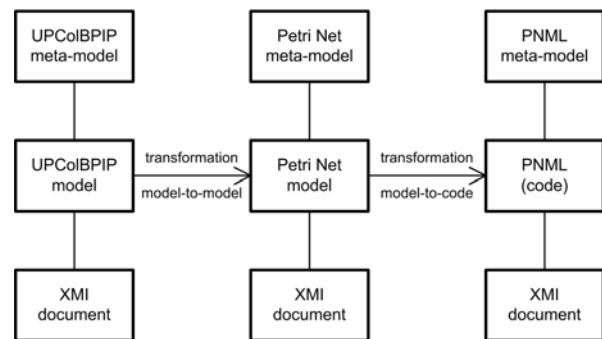 UPColBPIP
meta-model
Petri Net
meta-model
PNML
meta-model
UPColBPIP
model
transformation
model-to-model
Petri Net
model
transformation
model-to-code
PNML
(code)
XMI
document
XMI
document
XMI
document